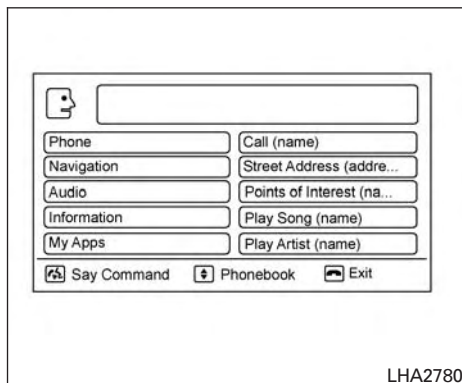 Phone Call (name)
Navigation Street Address (addre...
Audio Points of Interest (na...
Information Play Song (name)
My Apps Play Artist (name)
Say Command Phonebook Exit
LHA2780